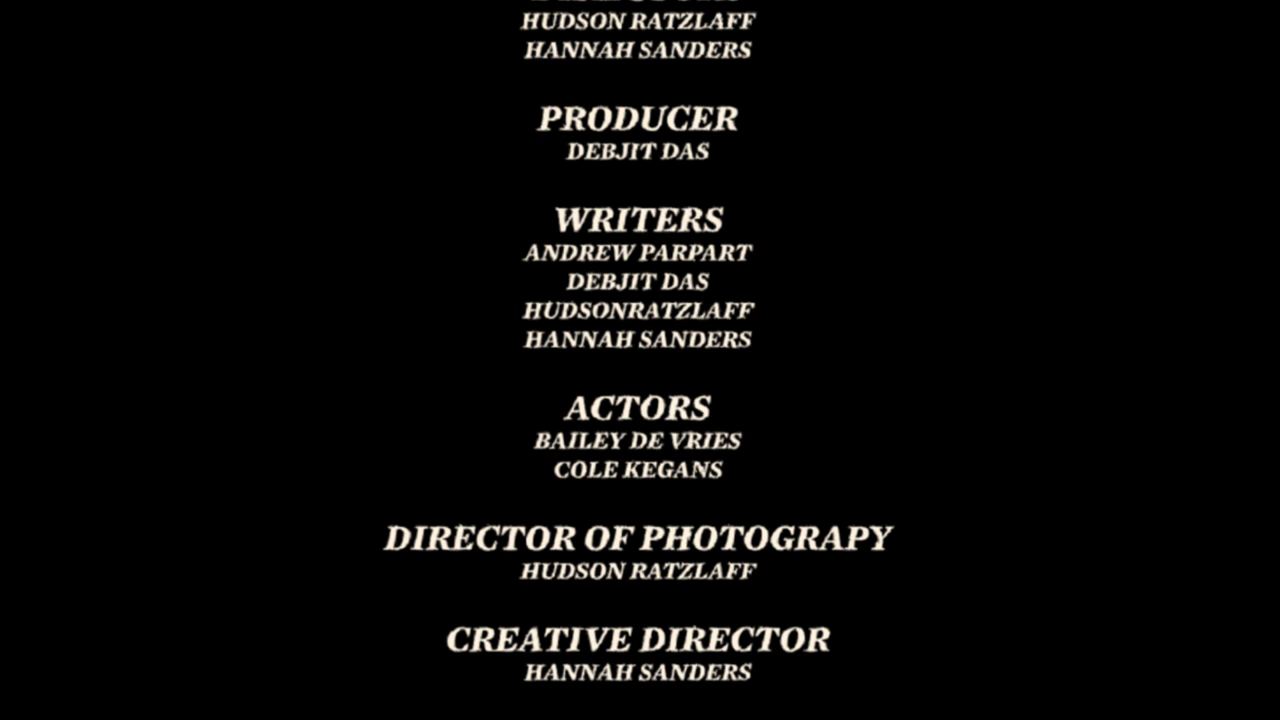 HUDSON RATZLAFF
HANNAH SANDERS
PRODUCER
DEBJIT DAS
WRITERS
ANDREW PARPART
DEBJIT DAS
HUDSONRATZLAFF
HANNAH SANDERS
ACTORS
BAILEY DE VRIES
COLE KEGANS
DIRECTOR OF PHOTOGRAPY
HUDSON RATZLAFF
CREATIVE DIRECTOR
HANNAH SANDERS